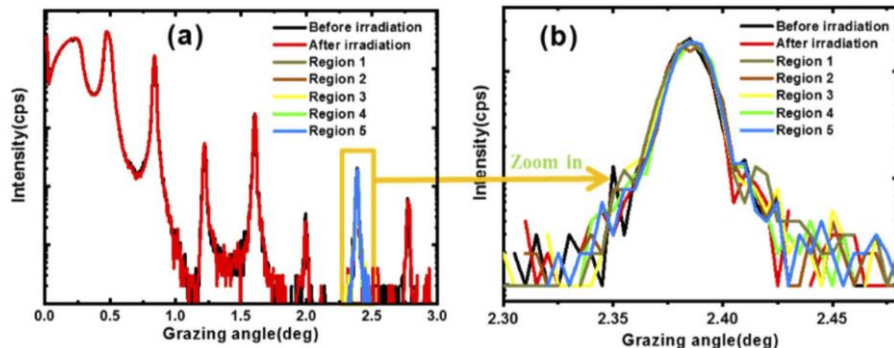 (a)
Before irradiation
After irradiation
Region 1
Region 2
Region 3
Region 4
Region 5
Intensity(cps)
0.0 0.5 1.0 1.5 2.0 2.5 3.0
Grazing angle(deg)
Zoom in
(b)
Before irradiation
After irradiation
Region 1
Region 2
Region 3
Region 4
Region 5
Intensity(cps)
2.30 2.35 2.40 2.45
Grazing angle(deg)